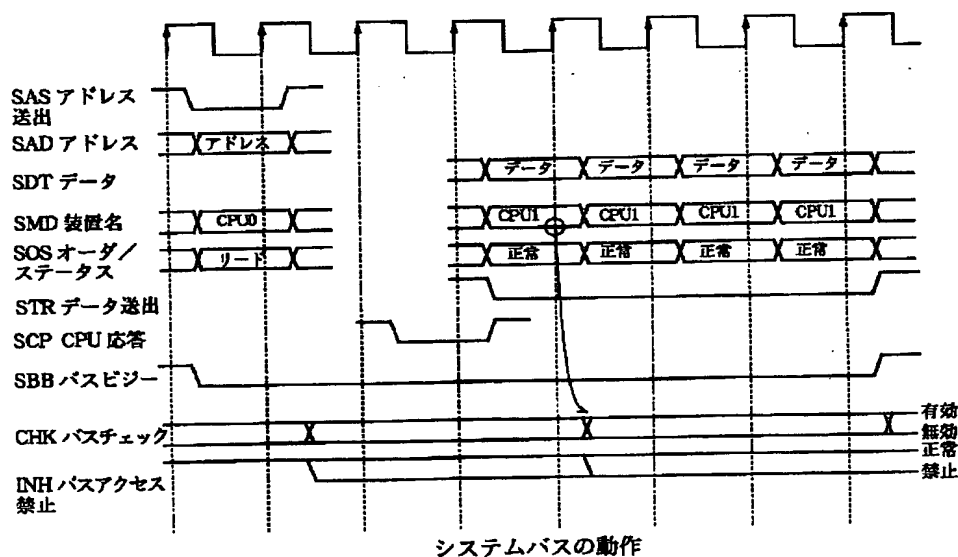 SAS アドレス
送出
SAD アドレス
アドレス
SDT データ
データ データ データ データ
SMD 装置名
CPU0
CPU1 CPU1 CPU1 CPU1
SOS オーダ/
ステータス
リード
正常 正常 正常 正常
STR データ送出
SCP CPU 応答
SBB バスビジー
CHK バスチェック
有効
無効
INH バスアクセス
禁止
正常
禁止
システムバスの動作